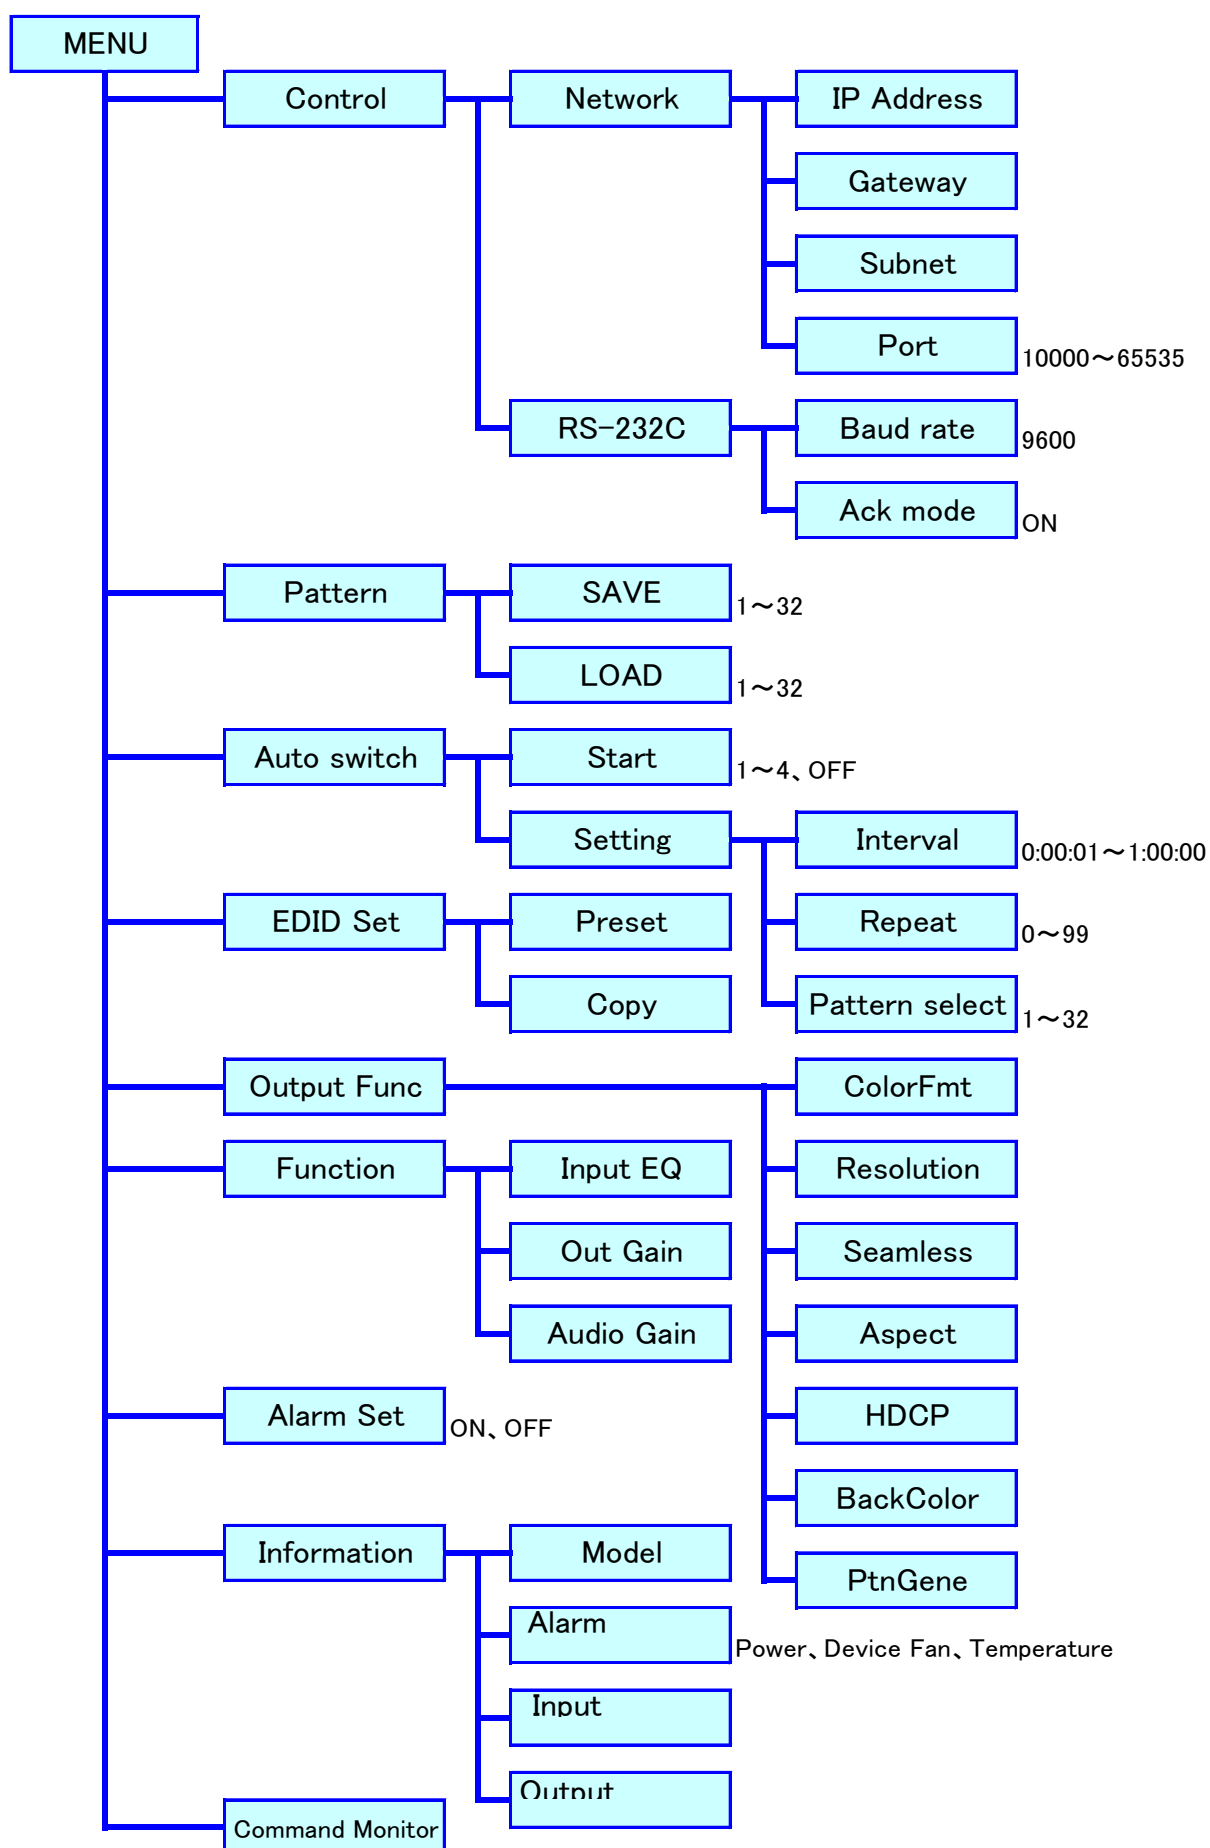 MENU
Control
Network
IP Address
Gateway
Subnet
Port
10000～65535
RS-232C
Baud rate
9600
Ack mode
ON
Pattern
SAVE
1～32
LOAD
1～32
Auto switch
Start
1～4、OFF
Setting
Interval
0:00:01～1:00:00
Repeat
0～99
Pattern select
1～32
EDID Set
Preset
Copy
Output Func
ColorFmt
Resolution
Seamless
Aspect
HDCP
BackColor
PtnGene
Function
Input EQ
Out Gain
Audio Gain
Alarm Set
ON、OFF
Information
Model
Alarm
Power、Device Fan、Temperature
Input
Output
Command Monitor